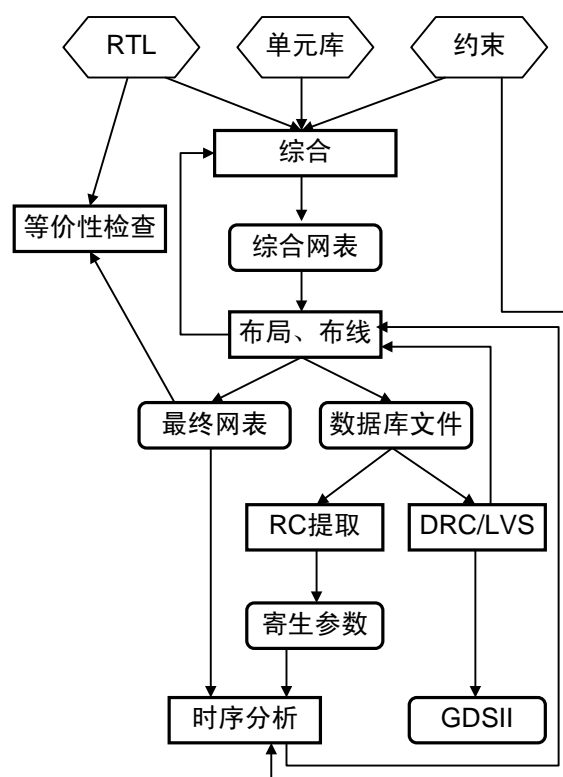 RTL
单元库
约束
综合
等价性检查
综合网表
布局、布线
最终网表
数据库文件
RC提取
DRC/LVS
寄生参数
时序分析
GDSII